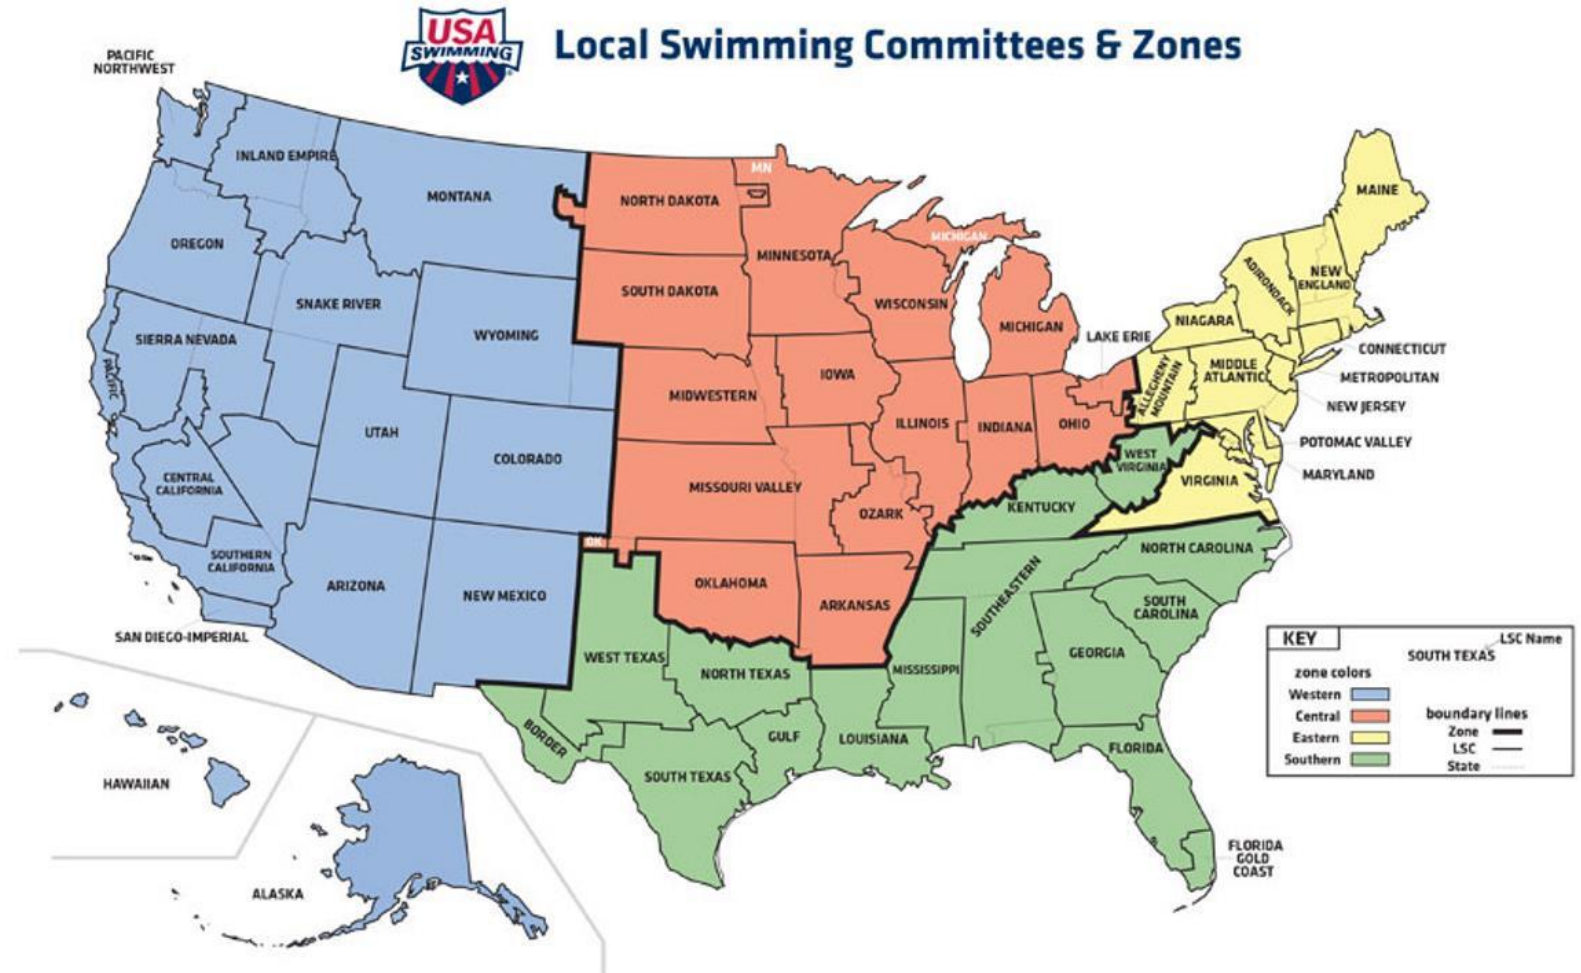 USA
SWIMMING
Local Swimming Committees & Zones
PACIFIC
NORTHWEST
INLAND EMPIRE
MONTANA
OREGON
SNAKE RIVER
WYOMING
SIERRA NEVADA
PACIFIC
UTAH
COLORADO
CENTRAL
CALIFORNIA
SOUTHERN
CALIFORNIA
ARIZONA
NEW MEXICO
SAN DIEGO-IMPERIAL
HAWAIIAN
ALASKA
NORTH DAKOTA
MN
MINNESOTA
SOUTH DAKOTA
MICHIGAN
WISCONSIN
MICHIGAN
LAKE ERIE
MIDWESTERN
IOWA
ILLINOIS
INDIANA
OHIO
MISSOURI VALLEY
OZARK
OK
OKLAHOMA
ARKANSAS
MAINE
ADIRONDACK
NEW
ENGLAND
NIAGARA
CONNECTICUT
METROPOLITAN
NEW JERSEY
ALLEGHENY
MOUNTAIN
MIDDLE
ATLANTIC
POTOMAC VALLEY
MARYLAND
VIRGINIA
WEST
VIRGINIA
KENTUCKY
NORTH CAROLINA
SOUTHEASTERN
SOUTH
CAROLINA
GEORGIA
MISSISSIPPI
WEST TEXAS
NORTH TEXAS
BORDER
GULF
LOUISIANA
SOUTH TEXAS
FLORIDA
FLORIDA
GOLD
COAST
KEY
LSC Name
SOUTH TEXAS
zone colors
Western
Central
Eastern
Southern
boundary lines
Zone
LSC
State